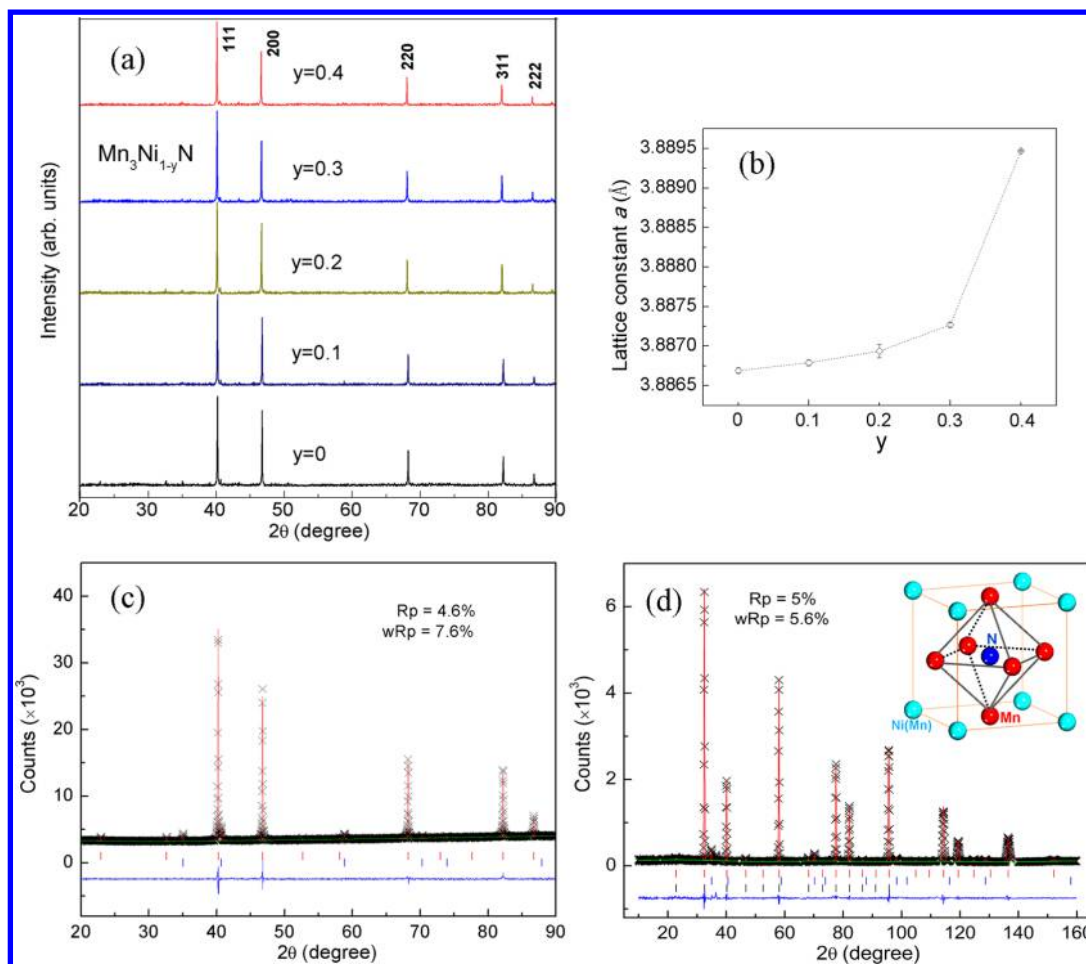 (a)
111
200
220
311
222
y=0.4
Mn₃Ni₁₋yN
y=0.3
y=0.2
y=0.1
y=0
Intensity (arb. units)
20 30 40 50 60 70 80 90
2θ (degree)
(b)
3.8895
3.8890
3.8885
3.8880
3.8875
3.8870
3.8865
Lattice constant a (Å)
0 0.1 0.2 0.3 0.4
y
(c)
Rp = 4.6%
wRp = 7.6%
40
30
20
10
0
Counts (×10³)
20 30 40 50 60 70 80 90
2θ (degree)
(d)
Rp = 5%
wRp = 5.6%
N
Ni(Mn)
Mn
6
4
2
0
Counts (×10³)
20 40 60 80 100 120 140 160
2θ (degree)